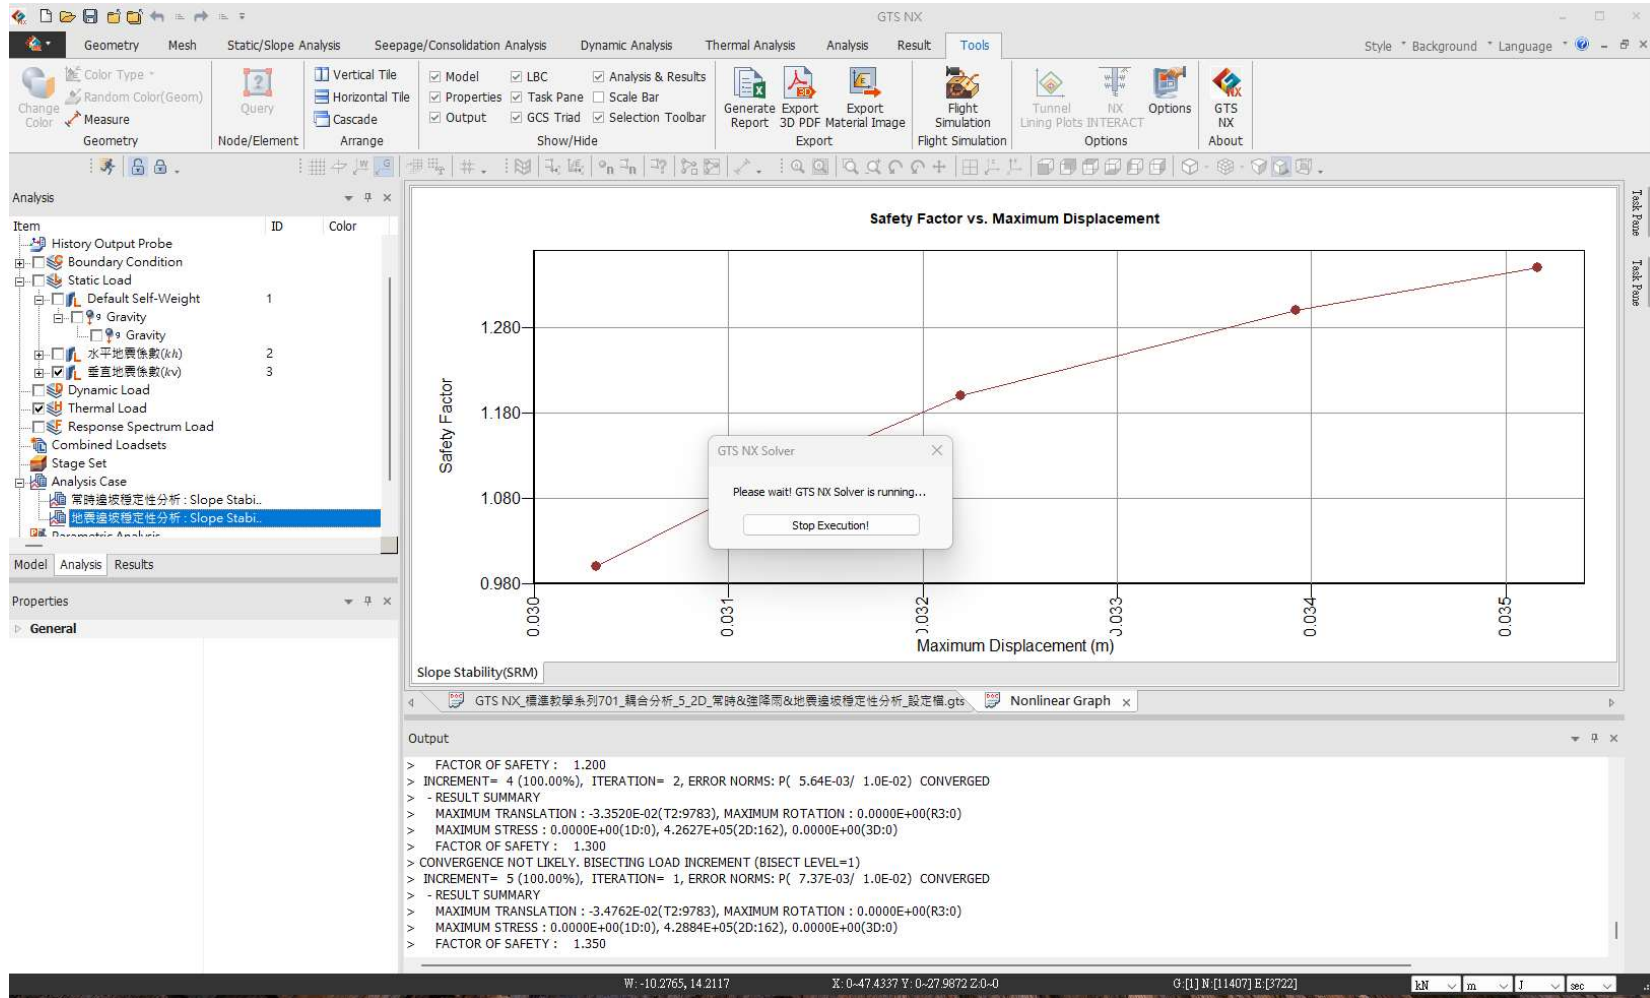 GTS NX
Geometry Mesh Static/Slope Analysis Seepage/Consolidation Analysis Dynamic Analysis Thermal Analysis Analysis Result Tools Style Background Language
Change Color
Color Type
Random Color(Geom)
Measure
Geometry
Query
Node/Element
Vertical Tile
Horizontal Tile
Cascade
Arrange
Model LBC Analysis & Results
Properties Task Pane Scale Bar
Output GCS Triad Selection Toolbar
Show/Hide
Generate Report
Export 3D PDF
Export Material Image
Export
Flight Simulation
Flight Simulation
Tunnel Lining Plots
NX INTERACT
Options
Options
GTS NX
About
Analysis
Item ID Color
History Output Probe
Boundary Condition
Static Load
Default Self-Weight 1
Gravity
Gravity
水平地震係數(kh) 2
垂直地震係數(kv) 3
Dynamic Load
Thermal Load
Response Spectrum Load
Combined Loadsets
Stage Set
Analysis Case
常時邊坡穩定性分析 : Slope Stabi..
地震邊坡穩定性分析 : Slope Stabi..
Parametric Analysis
Model Analysis Results
Properties
General
Safety Factor vs. Maximum Displacement
Safety Factor
1.280
1.180
1.080
0.980
0.030 0.031 0.032 0.033 0.034 0.035
Maximum Displacement (m)
GTS NX Solver
Please wait! GTS NX Solver is running...
Stop Execution!
Slope Stability(SRM)
GTS NX_標準教學系列701_耦合分析_5_2D_常時&強降雨&地震邊坡穩定性分析_設定檔.gts Nonlinear Graph
Task Pane
Task Pane
Output
> FACTOR OF SAFETY : 1.200
> INCREMENT= 4 (100.00%), ITERATION= 2, ERROR NORMS: P( 5.64E-03/ 1.0E-02) CONVERGED
> - RESULT SUMMARY
> MAXIMUM TRANSLATION : -3.3520E-02(T2:9783), MAXIMUM ROTATION : 0.0000E+00(R3:0)
> MAXIMUM STRESS : 0.0000E+00(1D:0), 4.2627E+05(2D:162), 0.0000E+00(3D:0)
> FACTOR OF SAFETY : 1.300
> CONVERGENCE NOT LIKELY. BISECTING LOAD INCREMENT (BISECT LEVEL=1)
> INCREMENT= 5 (100.00%), ITERATION= 1, ERROR NORMS: P( 7.37E-03/ 1.0E-02) CONVERGED
> - RESULT SUMMARY
> MAXIMUM TRANSLATION : -3.4762E-02(T2:9783), MAXIMUM ROTATION : 0.0000E+00(R3:0)
> MAXIMUM STRESS : 0.0000E+00(1D:0), 4.2884E+05(2D:162), 0.0000E+00(3D:0)
> FACTOR OF SAFETY : 1.350
W: -10.2765, 14.2117 X: 0~47.4337 Y: 0~27.9872 Z:0~0 G:[1] N:[11407] E:[3722] kN m J sec